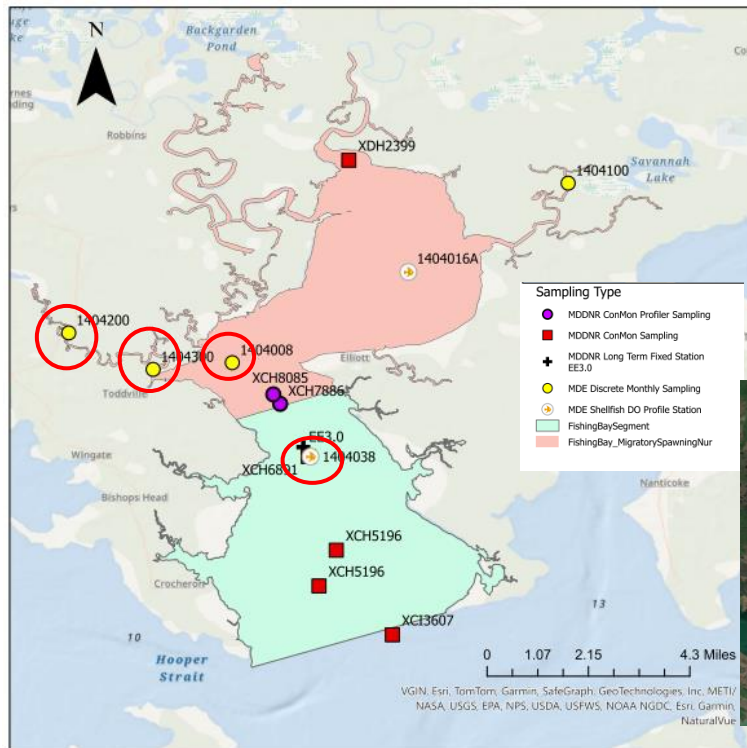 Backgarden
Pond
Lake
N
rnes
nding
Robbins
XDH2399
Savannah
Lake
1404100
1404016A
Sampling Type
MDDNR ConMon Profiler Sampling
MDDNR ConMon Sampling
MDDNR Long Term Fixed Station
EE3.0
MDE Discrete Monthly Sampling
MDE Shellfish DO Profile Station
FishingBaySegment
FishingBay_MigratorySpawningNur
1404200
1404300
1404008
Elliott
XCH8085
XCH7886
Toddville
EE3.0
1404038
XCH6891
Wingate
Bishops Head
Nanticoke
XCH5196
XCH5196
Crocheron
XCI3607
13
10
Hooper
Strait
0 1.07 2.15 4.3 Miles
VGIN, Esri, TomTom, Garmin, SafeGraph, GeoTechnologies, Inc, METI/
NASA, USGS, EPA, NPS, USDA, USFWS, NOAA NGDC, Esri, Garmin,
NaturalVue